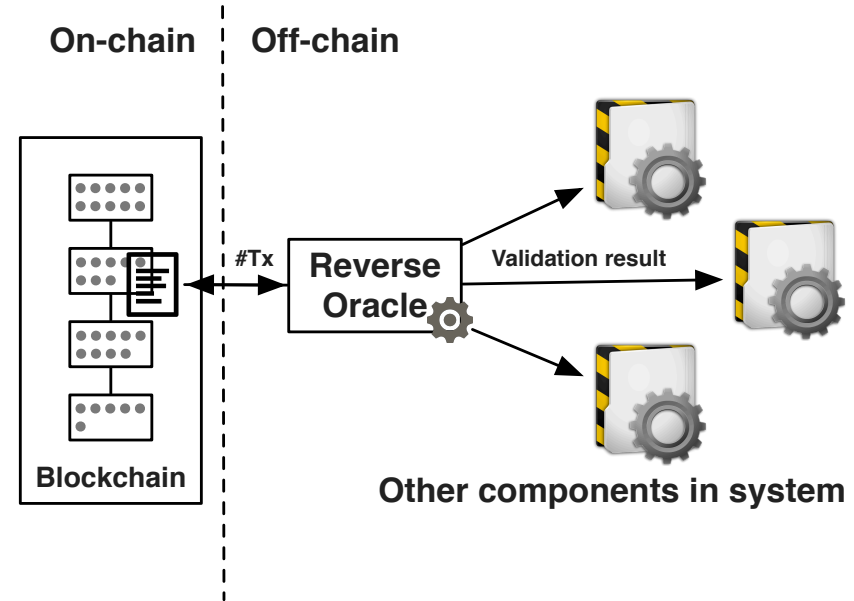 On-chain
Off-chain
#Tx
Reverse
Oracle
Validation result
Blockchain
Other components in system